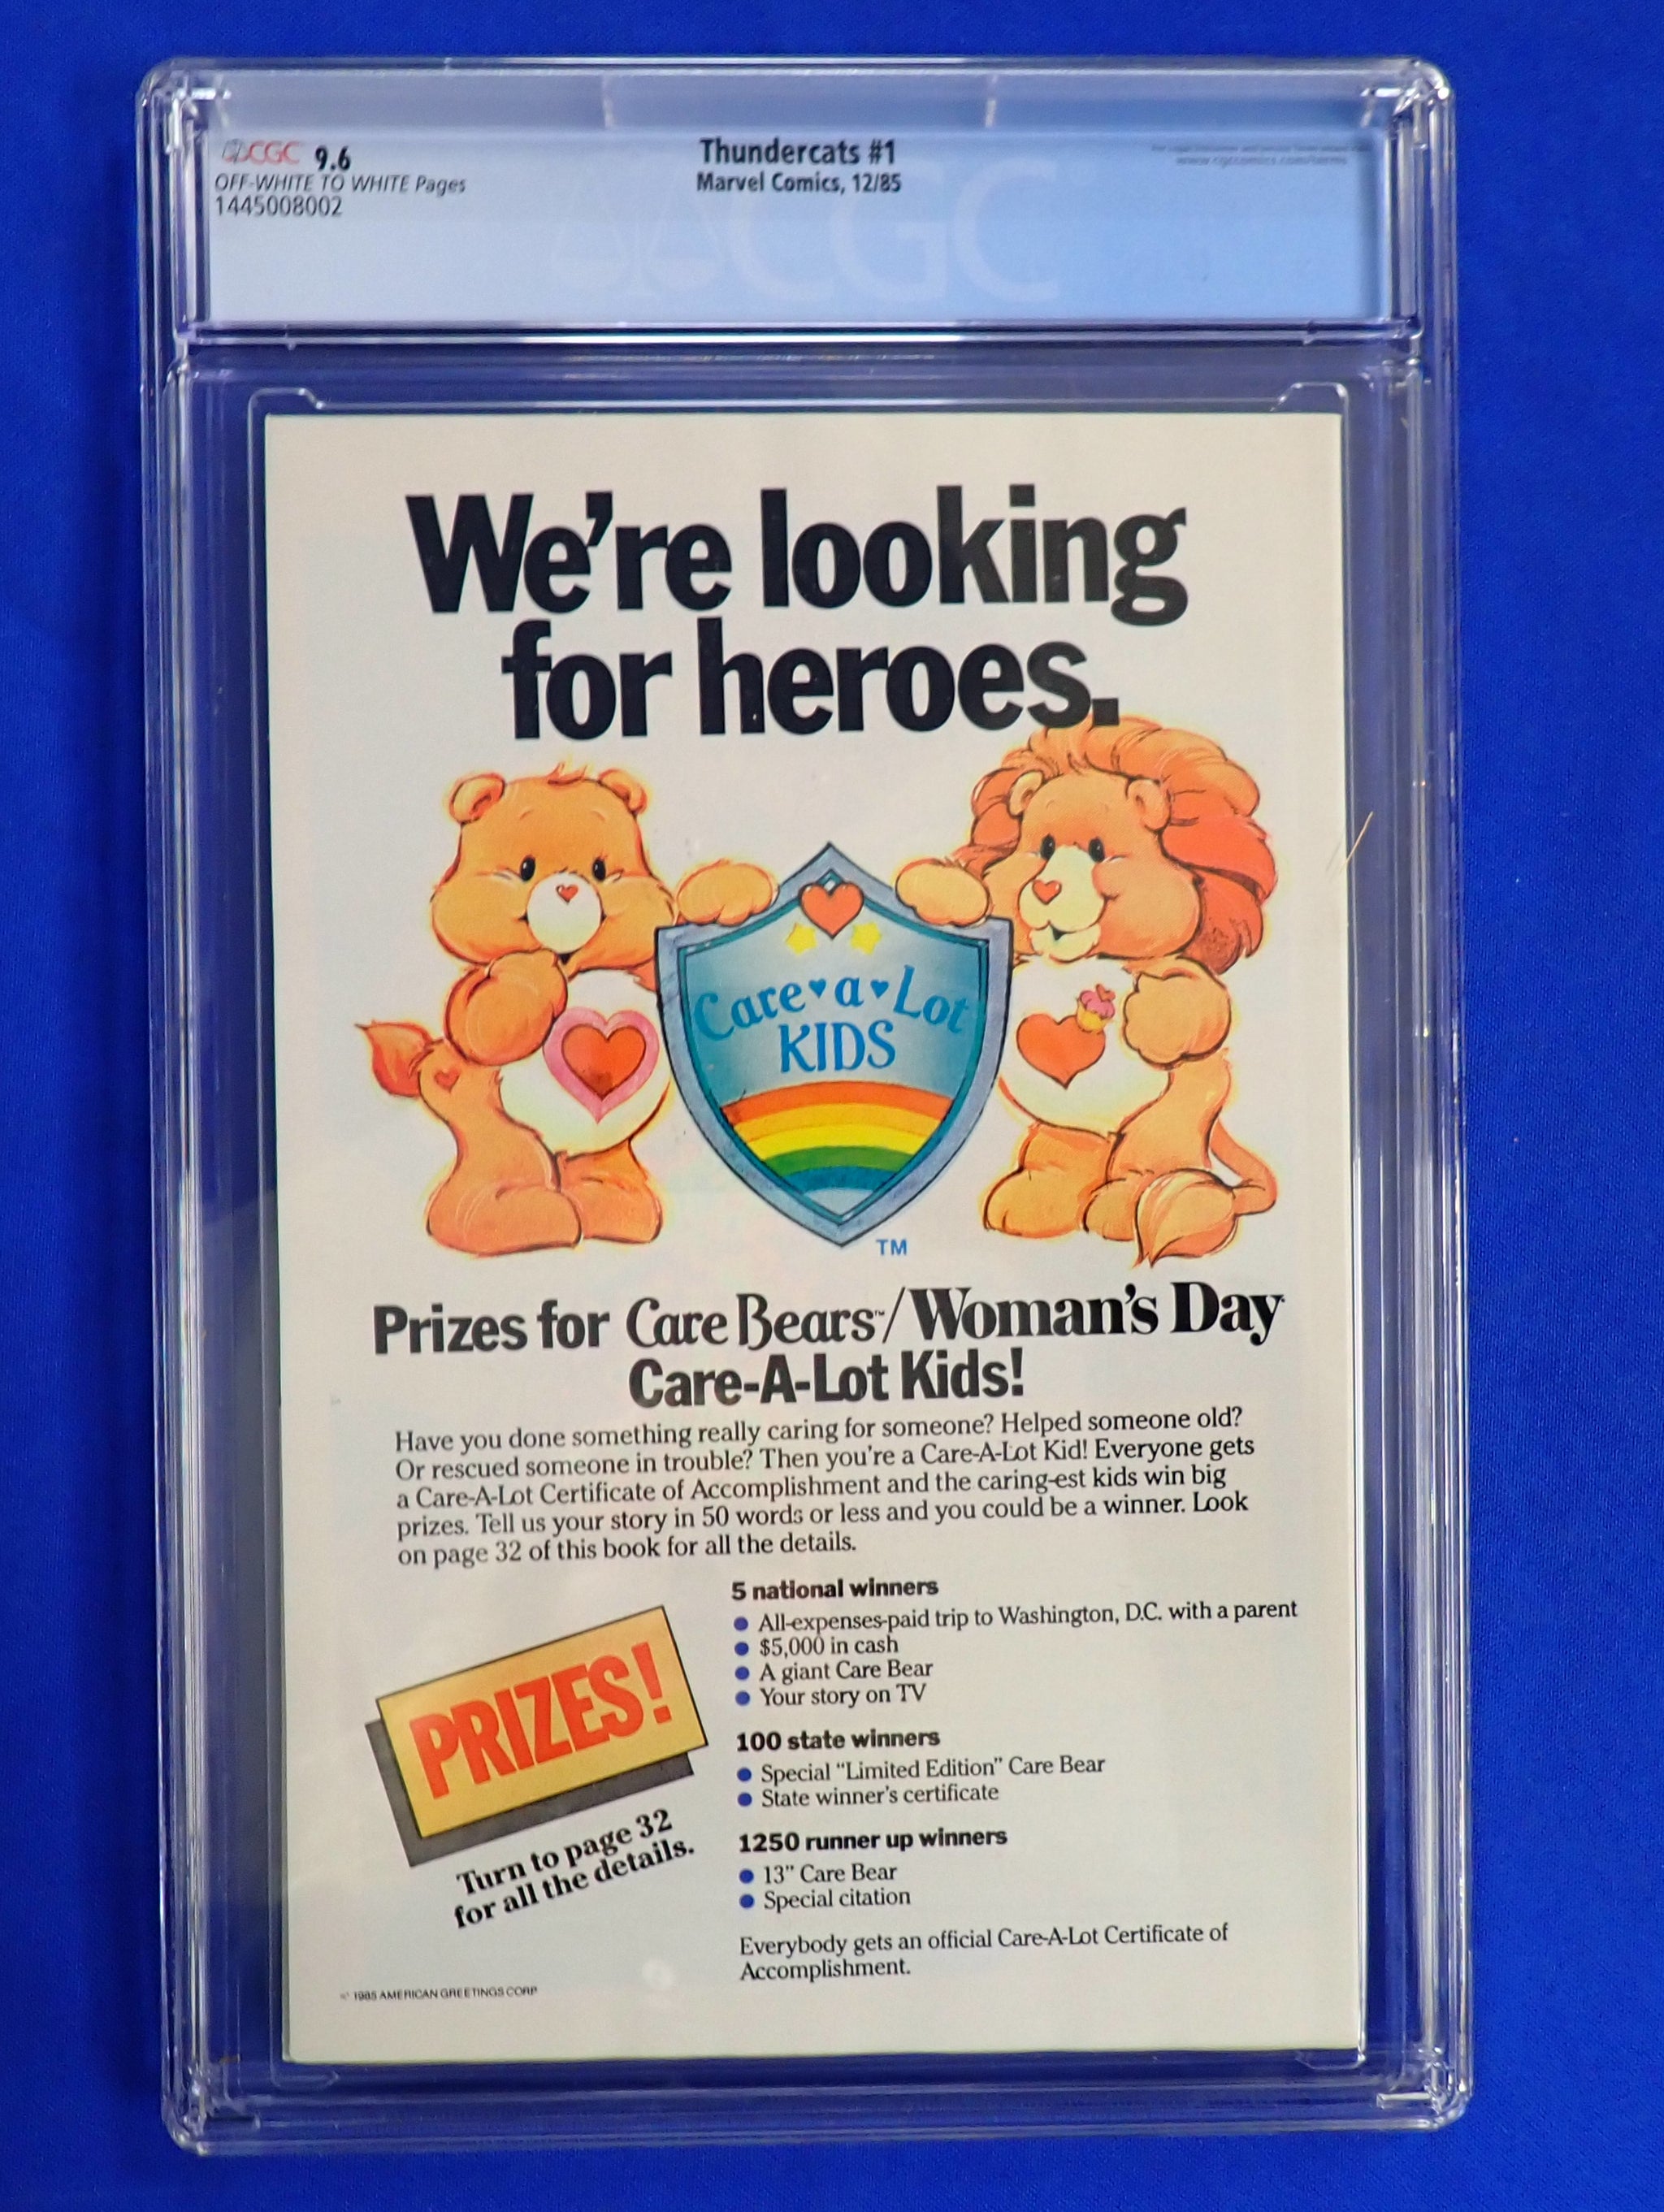 CGC 9.6
OFF-WHITE TO WHITE Pages
1445008002
Thundercats #1
Marvel Comics, 12/85
www.cgccomics.com/terms
CGC
We're looking
for heroes.
Care♥a♥Lot
KIDS
TM
Prizes for Care Bears™/Woman's Day
Care-A-Lot Kids!
Have you done something really caring for someone? Helped someone old?
Or rescued someone in trouble? Then you're a Care-A-Lot Kid! Everyone gets
a Care-A-Lot Certificate of Accomplishment and the caring-est kids win big
prizes. Tell us your story in 50 words or less and you could be a winner. Look
on page 32 of this book for all the details.
PRIZES!
Turn to page 32
for all the details.
5 national winners
● All-expenses-paid trip to Washington, D.C. with a parent
● $5,000 in cash
● A giant Care Bear
● Your story on TV
100 state winners
● Special “Limited Edition” Care Bear
● State winner's certificate
1250 runner up winners
● 13” Care Bear
● Special citation
Everybody gets an official Care-A-Lot Certificate of
Accomplishment.
© 1985 AMERICAN GREETINGS CORP